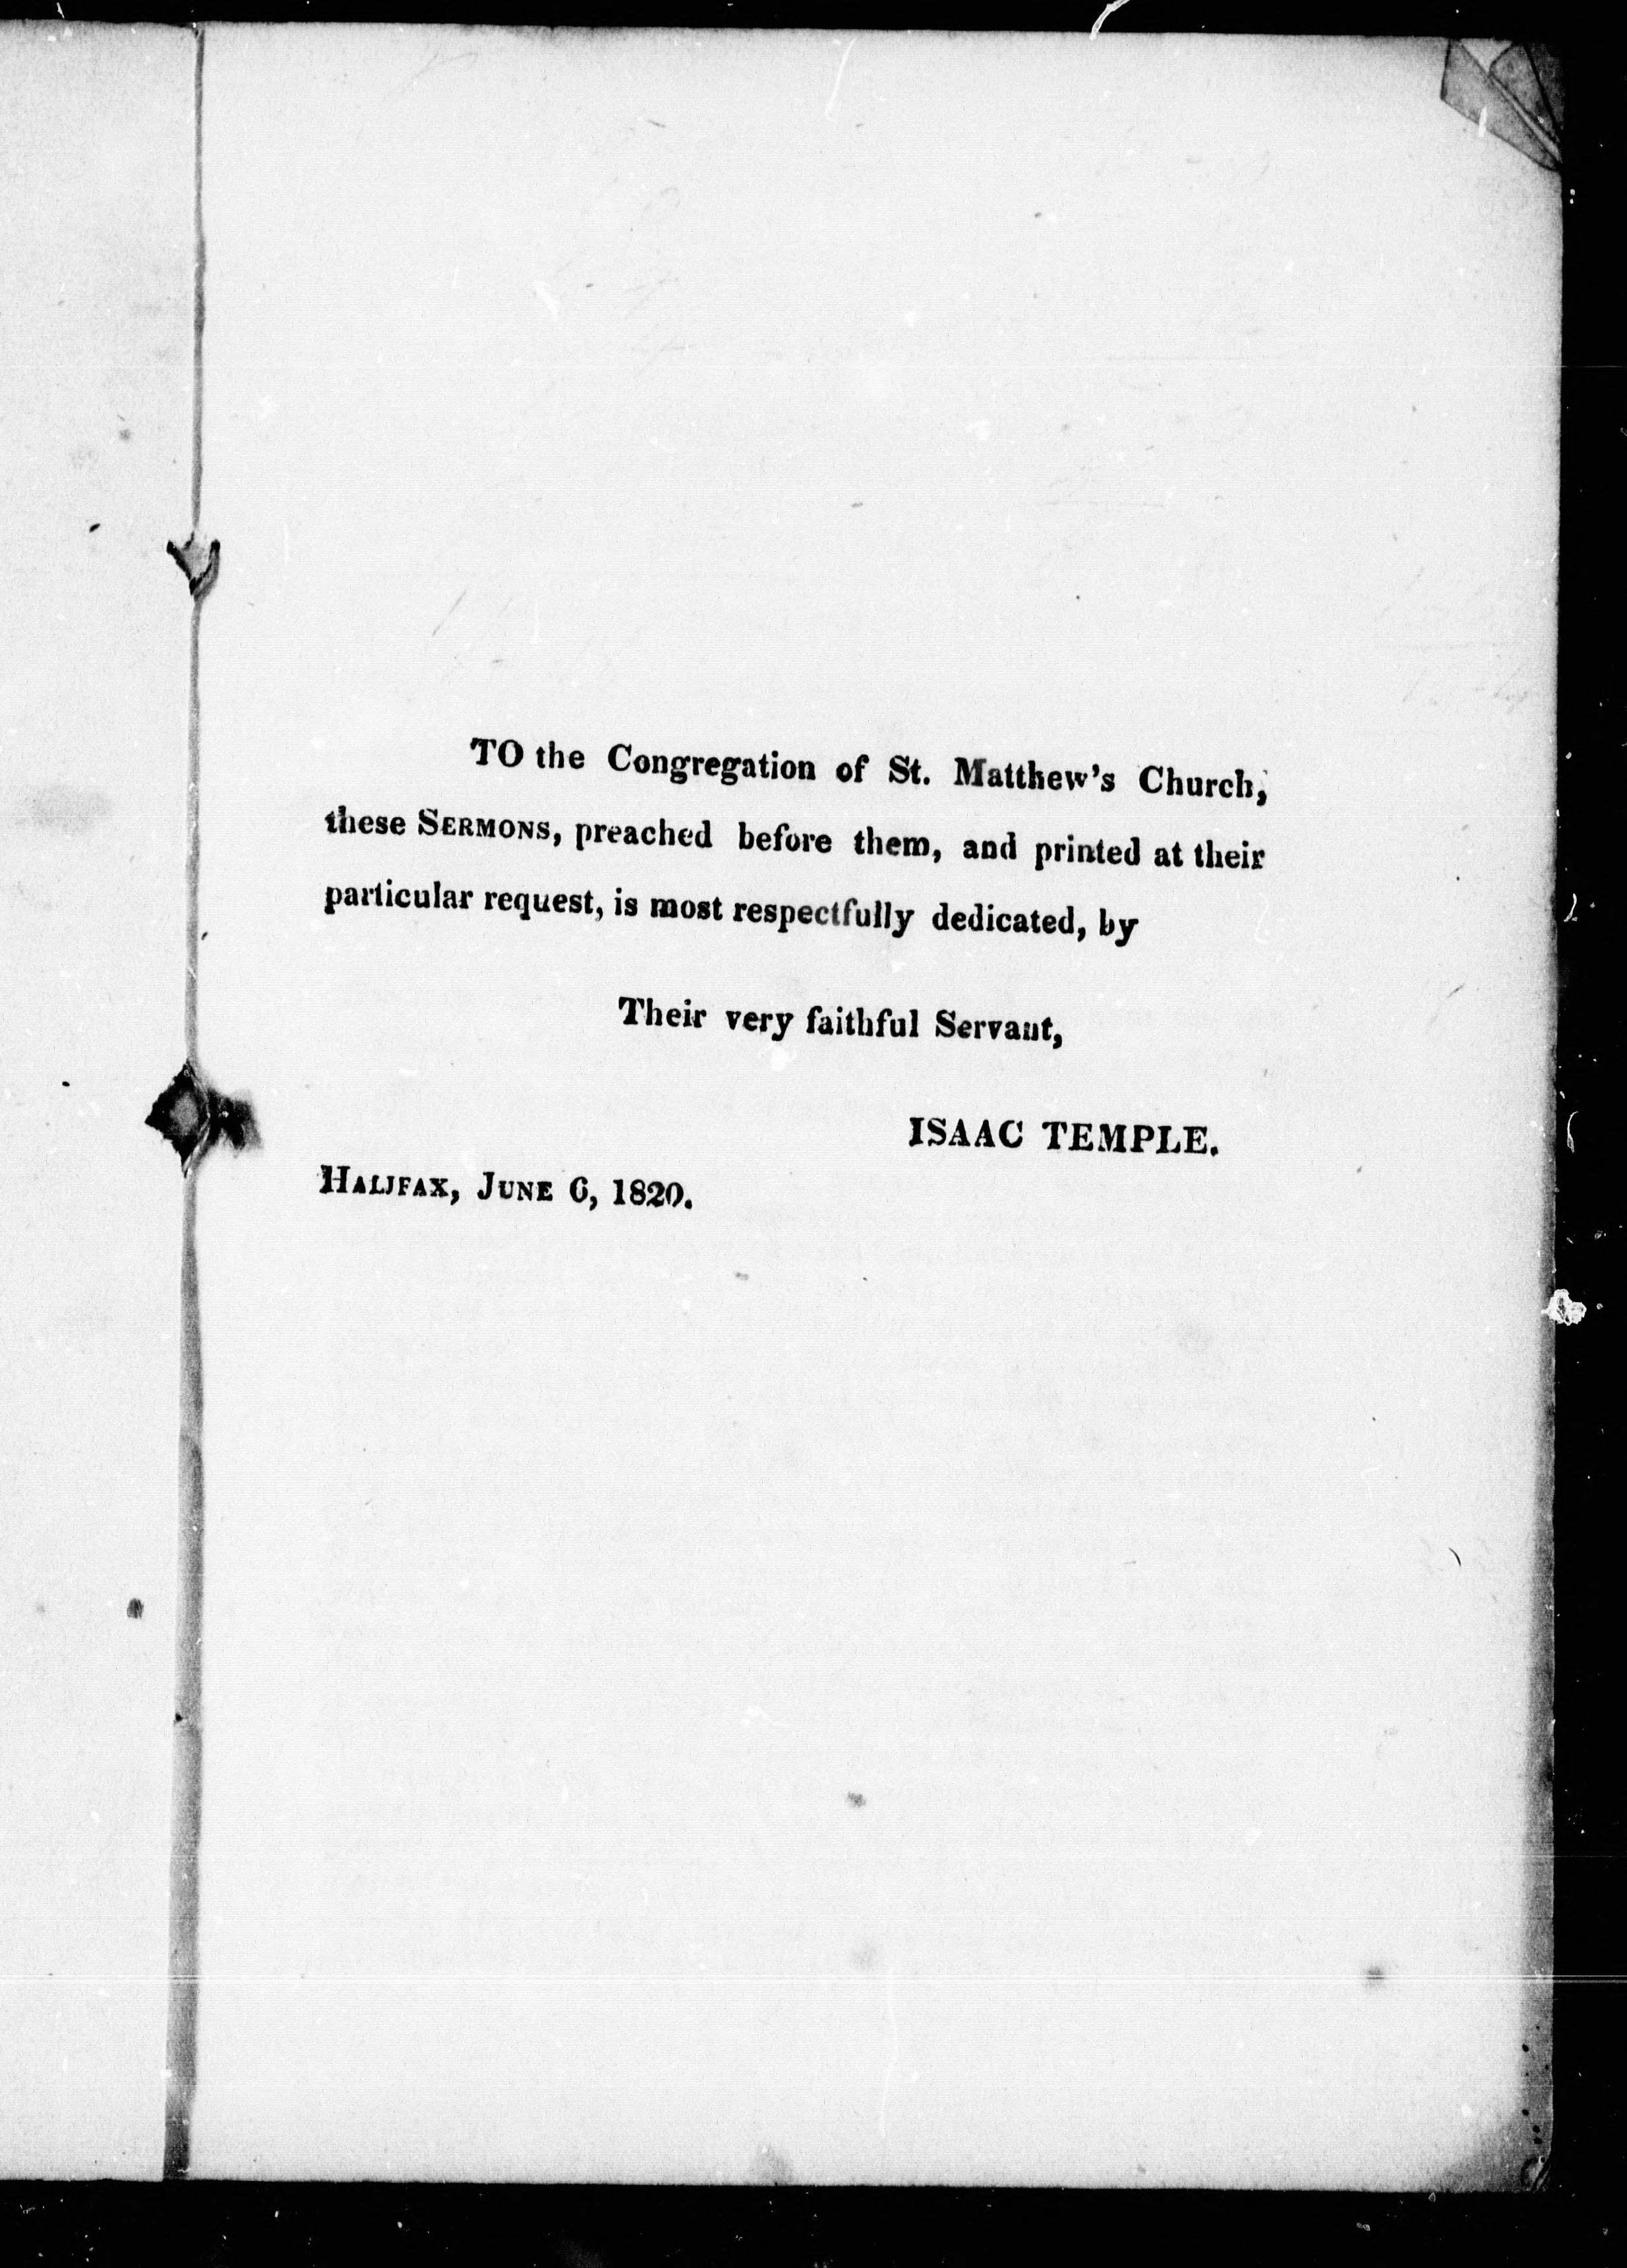 TO the Congregation of St. Matthew's Church,
these SERMONS, preached before them, and printed at their
particular request, is most respectfully dedicated, by
Their very faithful Servant,
ISAAC TEMPLE.
HALIFAX, JUNE 6, 1820.